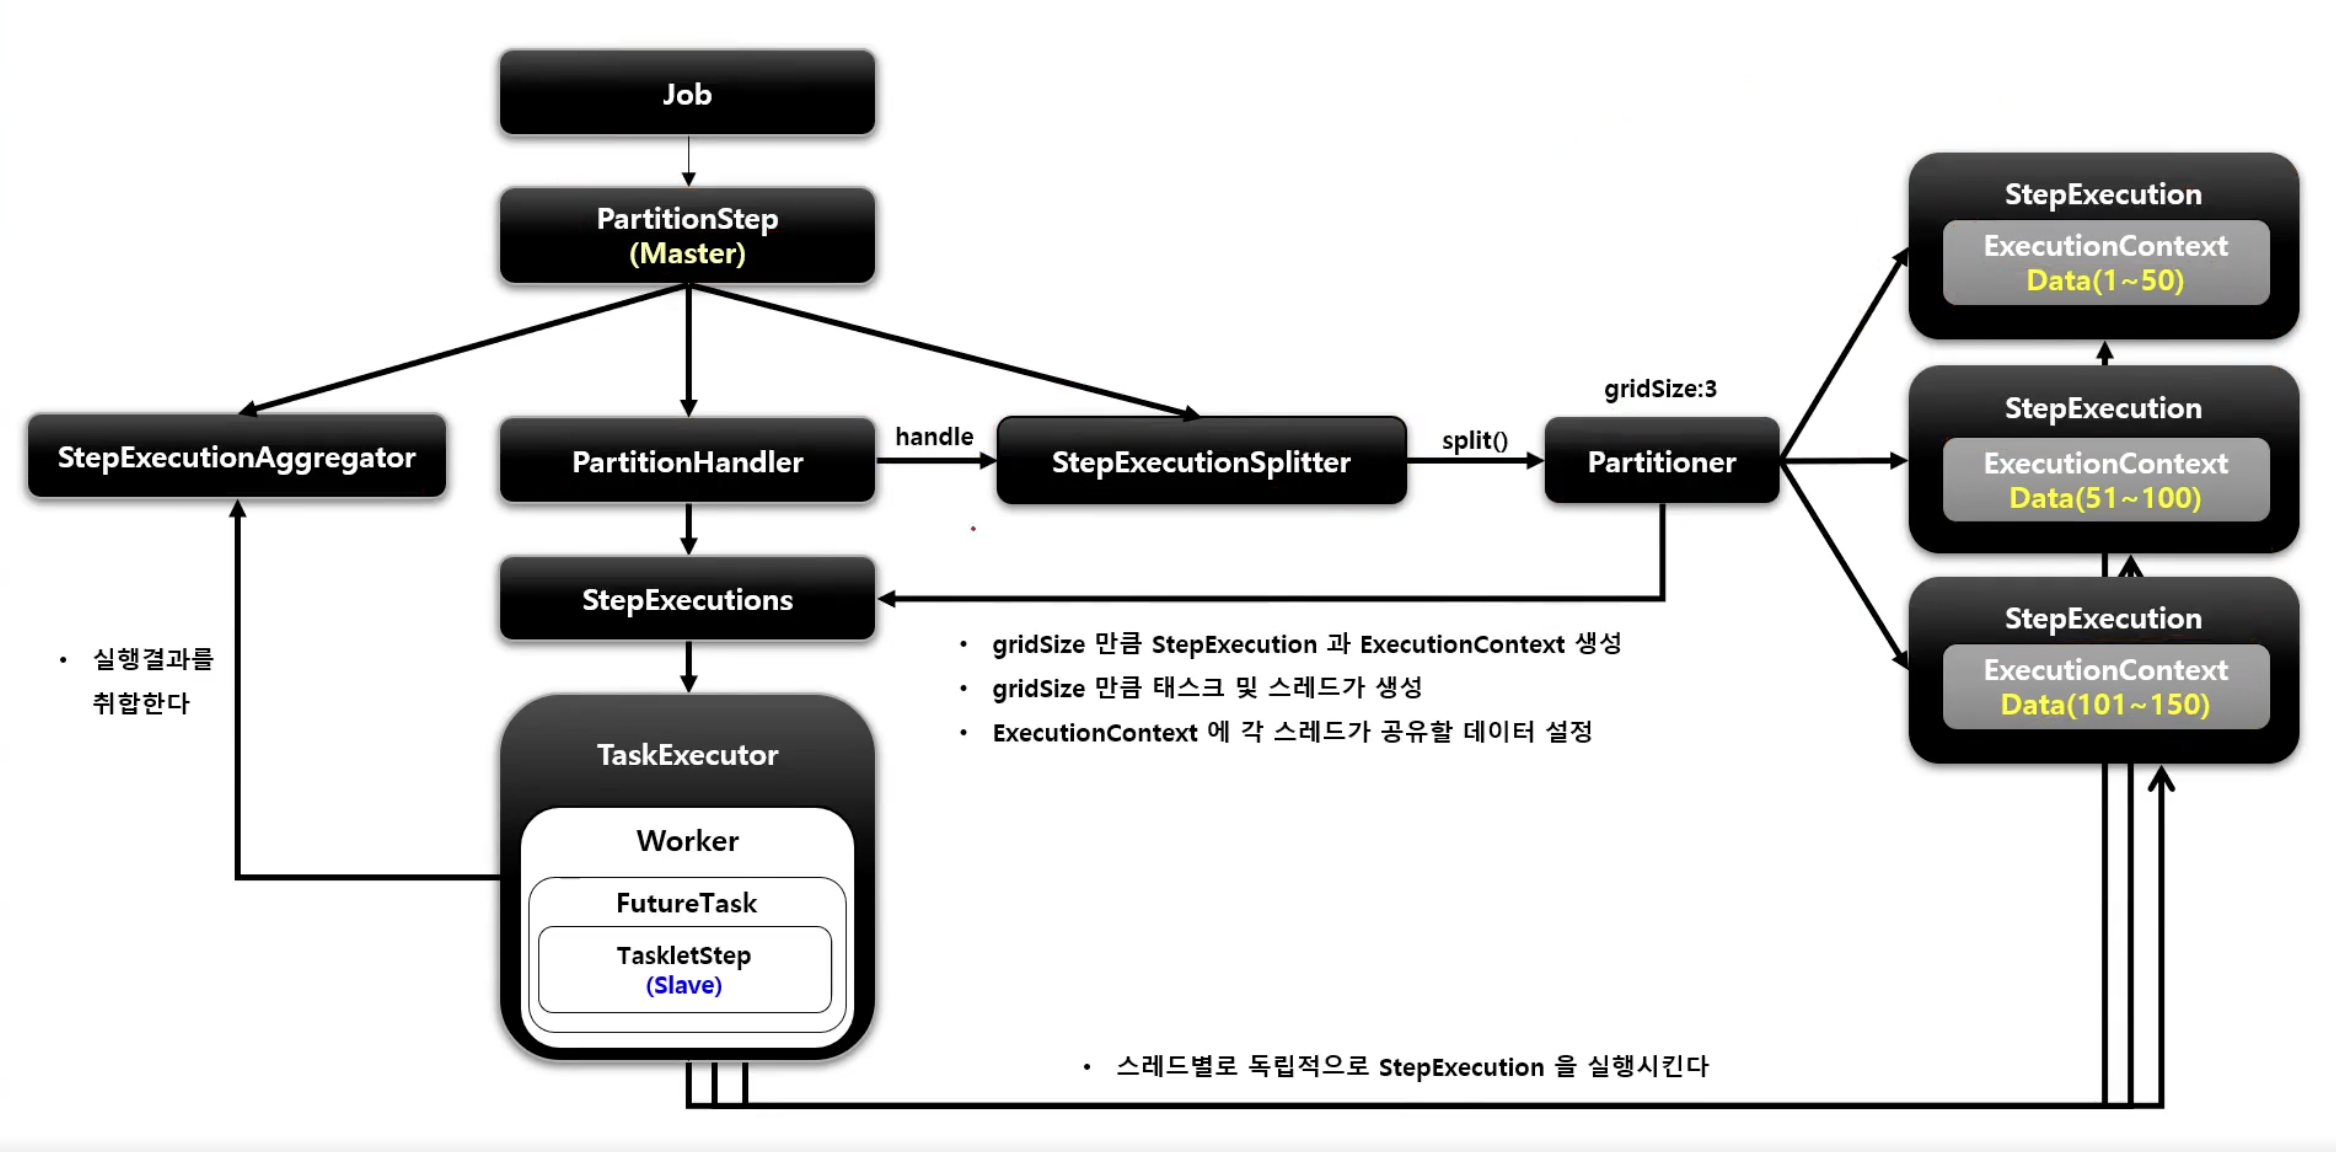 Job
PartitionStep
(Master)
StepExecutionAggregator
PartitionHandler
handle
StepExecutionSplitter
split()
gridSize:3
Partitioner
StepExecution
ExecutionContext
Data(1~50)
StepExecution
ExecutionContext
Data(51~100)
StepExecution
ExecutionContext
Data(101~150)
StepExecutions
• gridSize 만큼 StepExecution 과 ExecutionContext 생성
• gridSize 만큼 태스크 및 스레드가 생성
• ExecutionContext 에 각 스레드가 공유할 데이터 설정
• 실행결과를
취합한다
TaskExecutor
Worker
FutureTask
TaskletStep
(Slave)
• 스레드별로 독립적으로 StepExecution 을 실행시킨다